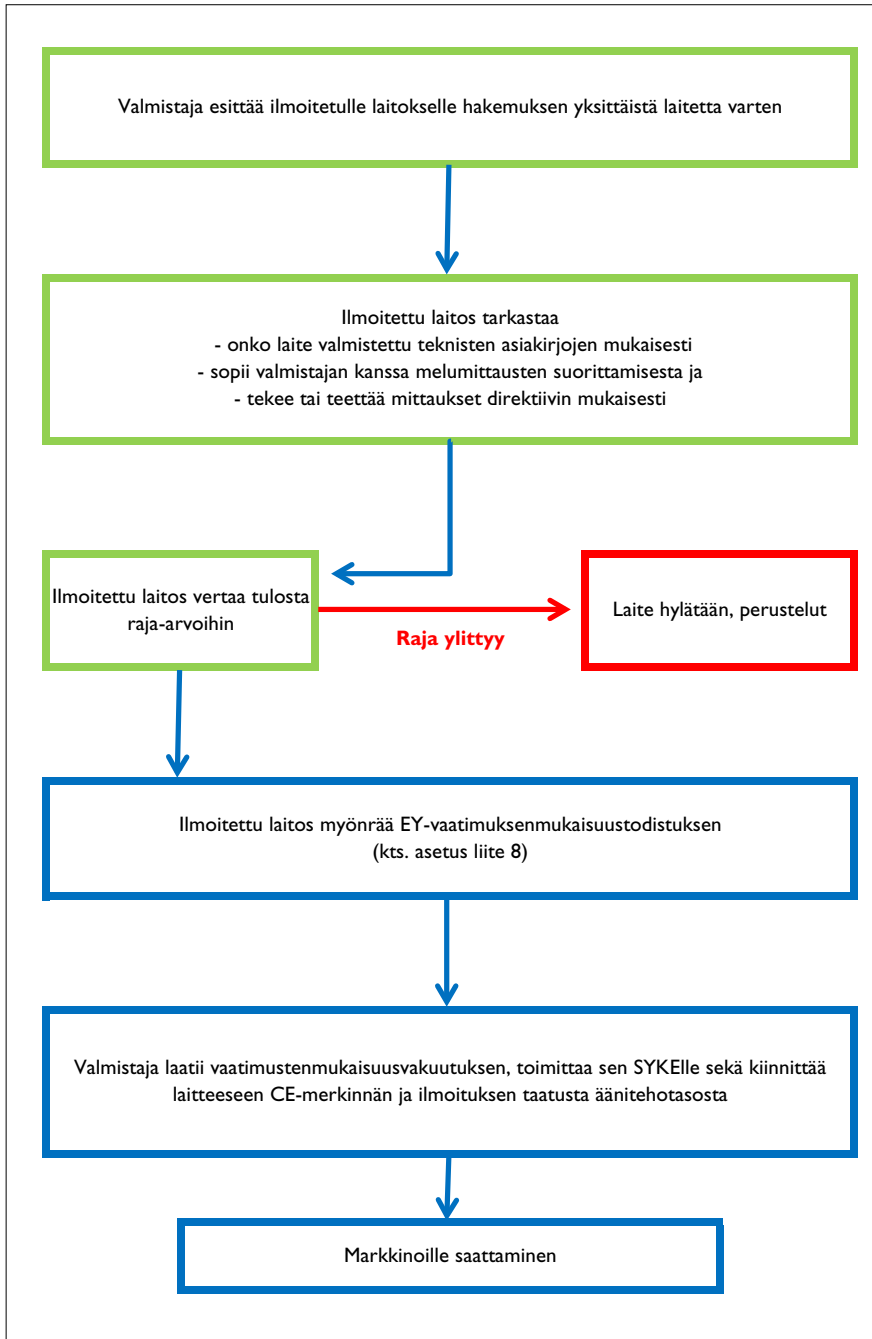 Valmistaja esittää ilmoitetulle laitokselle hakemuksen yksittäistä laitetta varten
Ilmoitettu laitos tarkastaa
- onko laite valmistettu teknisten asiakirjojen mukaisesti
- sopii valmistajan kanssa melumittausten suorittamisesta ja
- tekee tai teettää mittaukset direktiivin mukaisesti
Ilmoitettu laitos vertaa tulosta
raja-arvoihin
Raja ylittyy
Laite hylätään, perustelut
Ilmoitettu laitos myönrää EY-vaatimuksenmukaisuustodistuksen
(kts. asetus liite 8)
Valmistaja laatii vaatimustenmukaisuusvakuutuksen, toimittaa sen SYKElle sekä kiinnittää
laitteeseen CE-merkinnän ja ilmoituksen taatusta äänitehotasosta
Markkinoille saattaminen